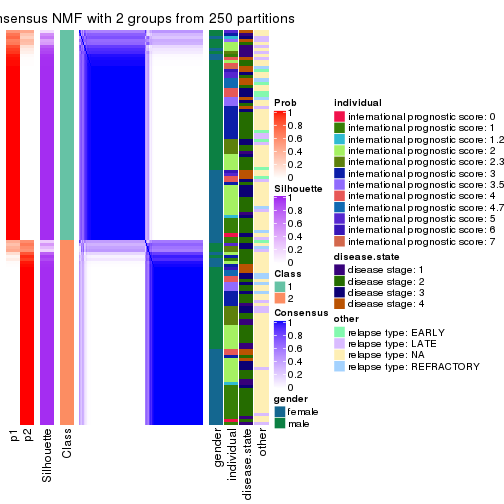 nsensus NMF with 2 groups from 250 partitions
Prob
1
0.8
0.6
0.4
0.2
0
Silhouette
1
0.8
0.6
0.4
0.2
0
Class
1
2
Consensus
1
0.8
0.6
0.4
0.2
0
gender
female
male
individual
international prognostic score: 0
international prognostic score: 1
international prognostic score: 1.2
international prognostic score: 2
international prognostic score: 2.3
international prognostic score: 3
international prognostic score: 3.5
international prognostic score: 4
international prognostic score: 4.7
international prognostic score: 5
international prognostic score: 6
international prognostic score: 7
disease.state
disease stage: 1
disease stage: 2
disease stage: 3
disease stage: 4
other
relapse type: EARLY
relapse type: LATE
relapse type: NA
relapse type: REFRACTORY
p1
p2
Silhouette
Class
gender
individual
disease.state
other